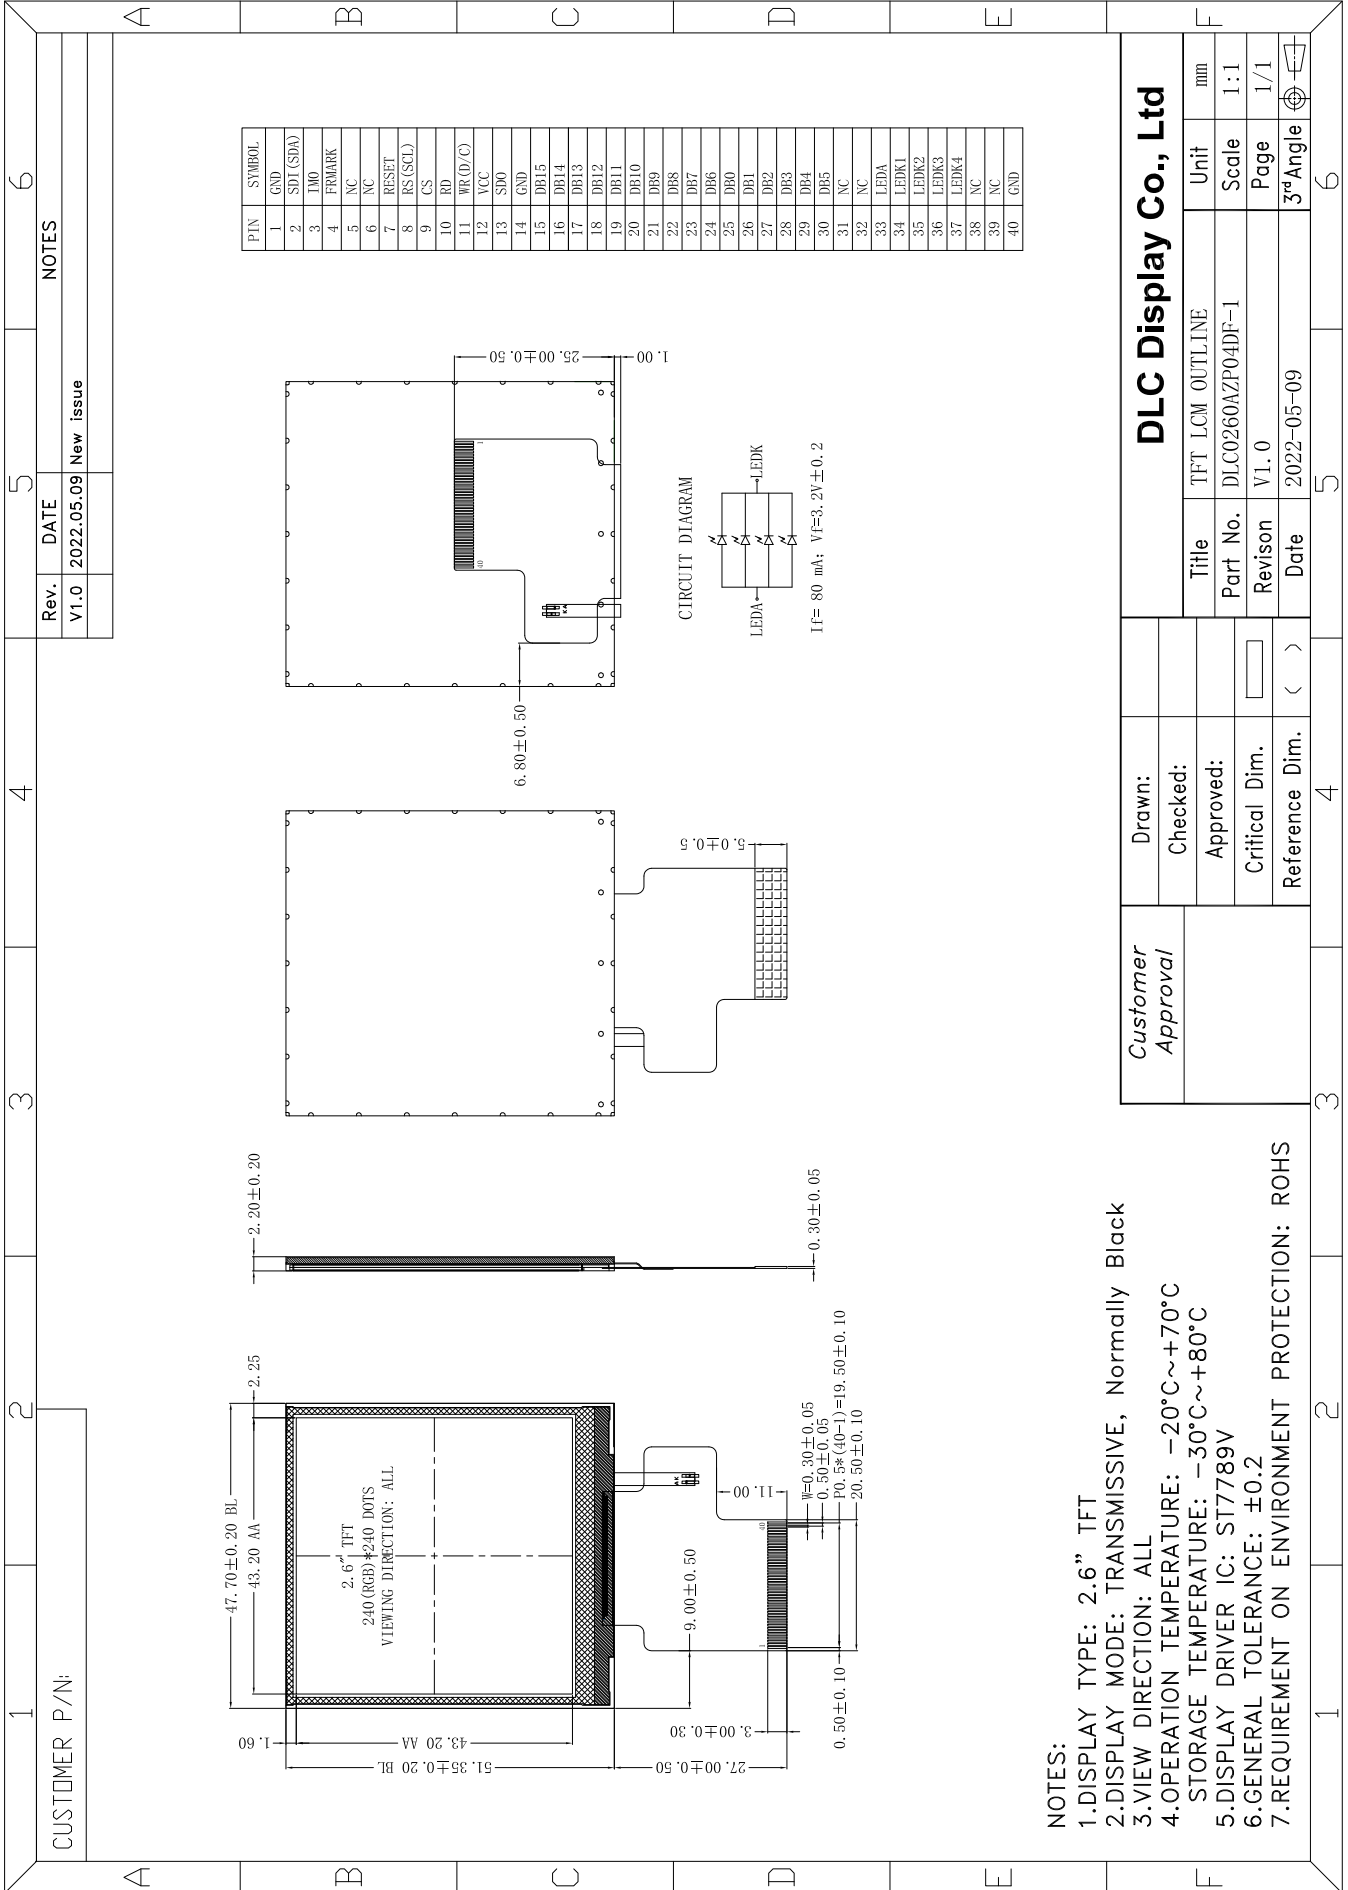 CUSTOMER P/N:
Rev. DATE NOTES
V1.0 2022.05.09 New issue
1 2 3 4 5 6
A B C D E F
47.70±0.20 BL
43.20 AA
2.25
1.60
43.20 AA
51.35±0.20 BL
2.6" TFT
240(RGB)*240 DOTS
VIEWING DIRECTION: ALL
27.00±0.50
3.00±0.30
9.00±0.50
11.00
AK
1
40
W=0.30±0.05
0.50±0.05
P0.5*(40-1)=19.50±0.10
20.50±0.10
0.50±0.10
2.20±0.20
0.30±0.05
5.0±0.5
6.80±0.50
25.00±0.50
1.00
KA
40
1
CIRCUIT DIAGRAM
LEDA
LEDK
If= 80 mA; Vf=3.2V±0.2
PIN SYMBOL
1 GND
2 SDI(SDA)
3 IM0
4 FRMARK
5 NC
6 NC
7 RESET
8 RS(SCL)
9 CS
10 RD
11 WR(D/C)
12 VCC
13 SDO
14 GND
15 DB15
16 DB14
17 DB13
18 DB12
19 DB11
20 DB10
21 DB9
22 DB8
23 DB7
24 DB6
25 DB0
26 DB1
27 DB2
28 DB3
29 DB4
30 DB5
31 NC
32 NC
33 LEDA
34 LEDK1
35 LEDK2
36 LEDK3
37 LEDK4
38 NC
39 NC
40 GND
NOTES:
1.DISPLAY TYPE: 2.6" TFT
2.DISPLAY MODE: TRANSMISSIVE, Normally Black
3.VIEW DIRECTION: ALL
4.OPERATION TEMPERATURE: -20°C~+70°C
STORAGE TEMPERATURE: -30°C~+80°C
5.DISPLAY DRIVER IC: ST7789V
6.GENERAL TOLERANCE: ±0.2
7.REQUIREMENT ON ENVIRONMENT PROTECTION: ROHS
Customer
Approval
Drawn:
Checked:
Approved:
Critical Dim.
Reference Dim. ( )
DLC Display Co., Ltd
Title TFT LCM OUTLINE Unit mm
Part No. DLC0260AZP04DF-1 Scale 1:1
Revison V1.0 Page 1/1
Date 2022-05-09 3rd Angle
A B C D E F
1 2 3 4 5 6